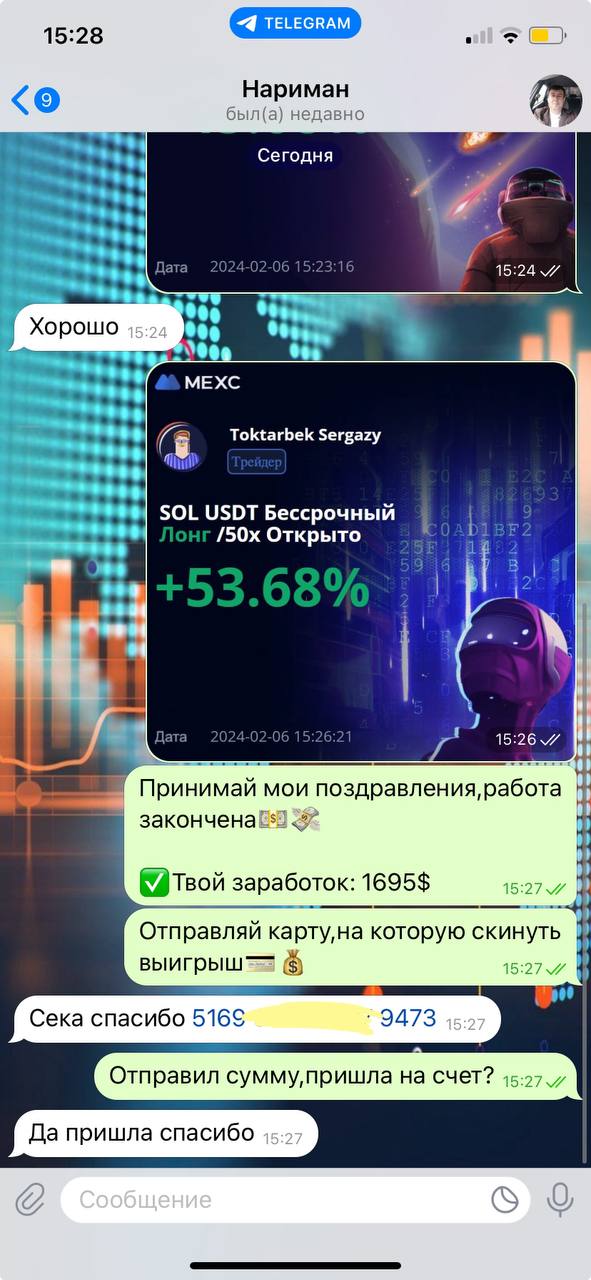 15:28
TELEGRAM
9
Нариман
был(а) недавно
Сегодня
Дата 2024-02-06 15:23:16
15:24
Хорошо 15:24
MEXC
Toktarbek Sergazy
Трейдер
SOL USDT Бессрочный
Лонг /50x Открыто
+53.68%
Дата 2024-02-06 15:26:21
15:26
Принимай мои поздравления,работа
закончена💵💸
✅Твой заработок: 1695$ 15:27
Отправляй карту,на которую скинуть
выигрыш💳💰 15:27
Сека спасибо 5169 9473 15:27
Отправил сумму,пришла на счет? 15:27
Да пришла спасибо 15:27
Сообщение